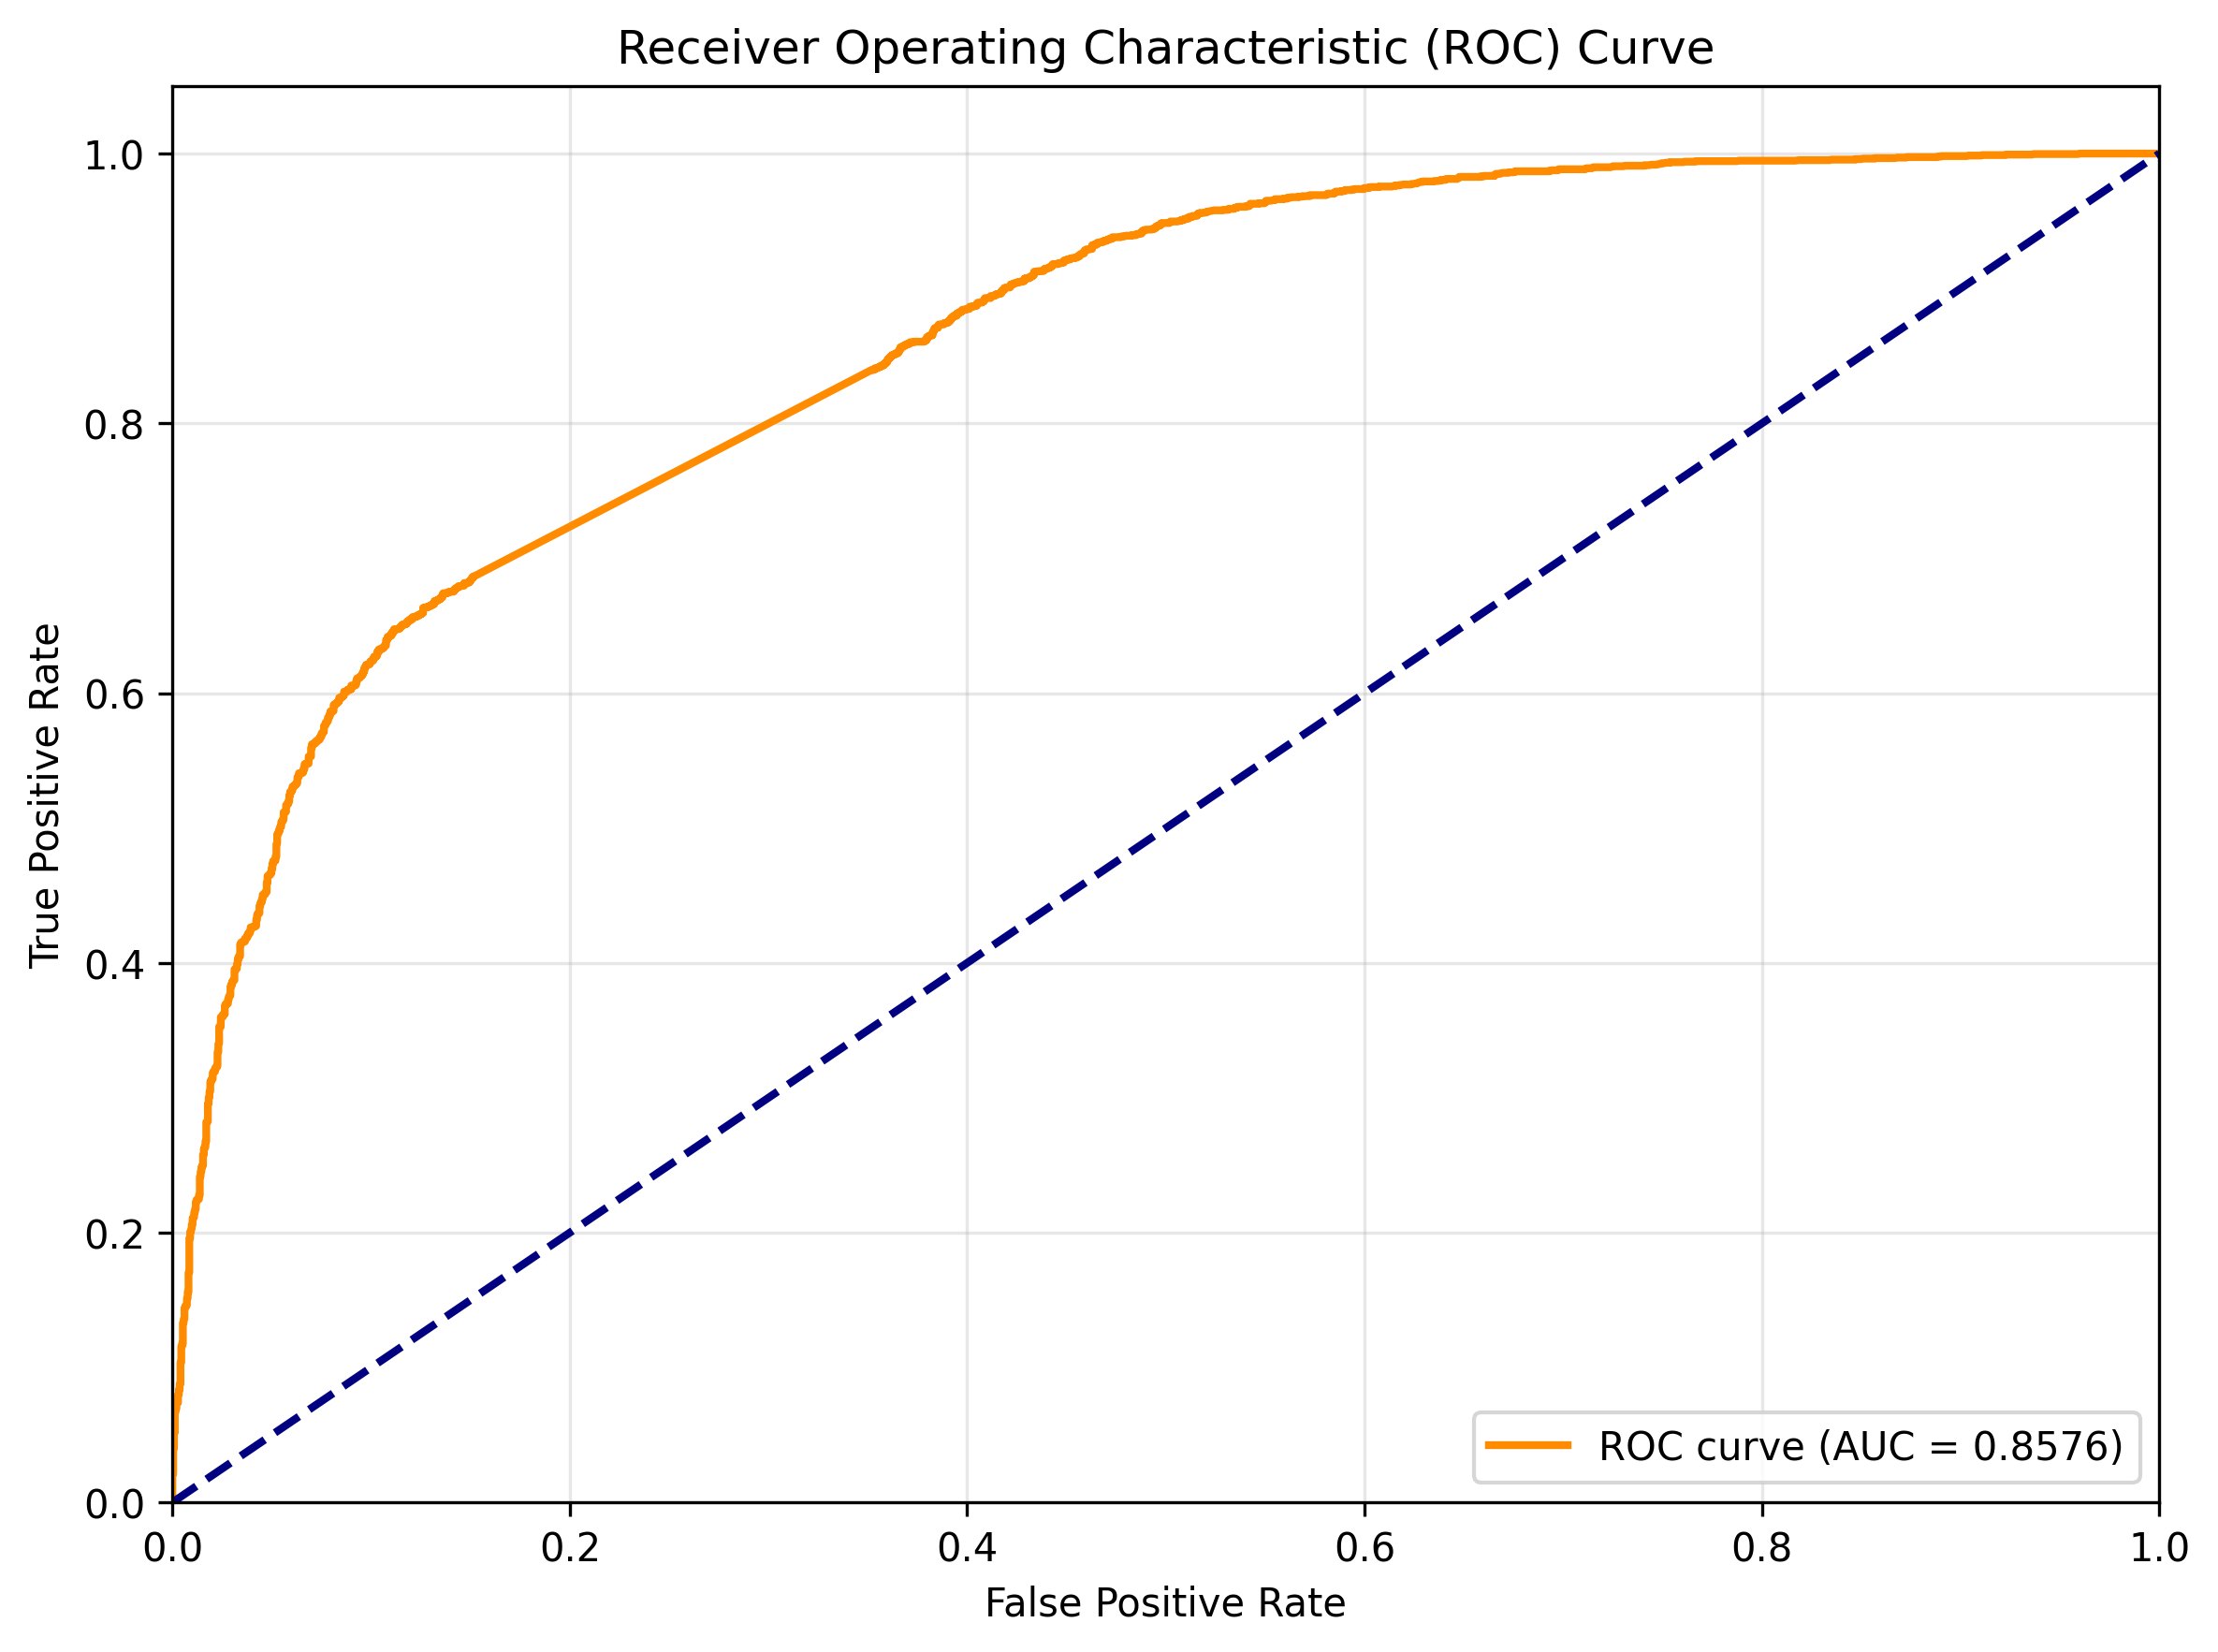 Receiver Operating Characteristic (ROC) Curve
True Positive Rate
1.0
0.8
0.6
0.4
0.2
0.0
0.0 0.2 0.4 0.6 0.8 1.0
False Positive Rate
ROC curve (AUC = 0.8576)